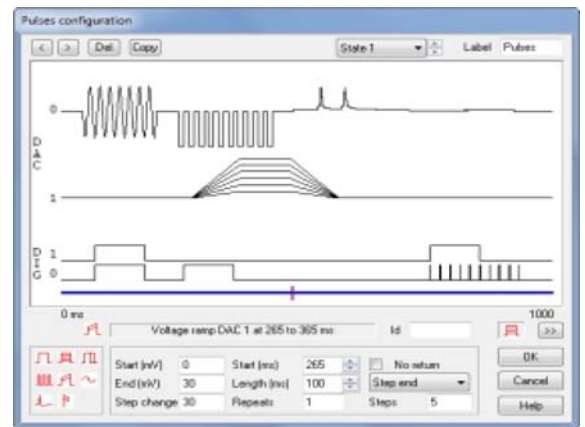 Pulses configuration
< > Del Copy State 1 Label Pulses
0
DAC
1
DIG
1
0
0 ms 1000
Voltage ramp DAC 1 at 265 to 365 ms Id >>
Start (mV) 0 Start (ms) 265 No return OK
End (mV) 30 Length (ms) 100 Step end Cancel
Step change 30 Repeats 1 Steps 5 Help